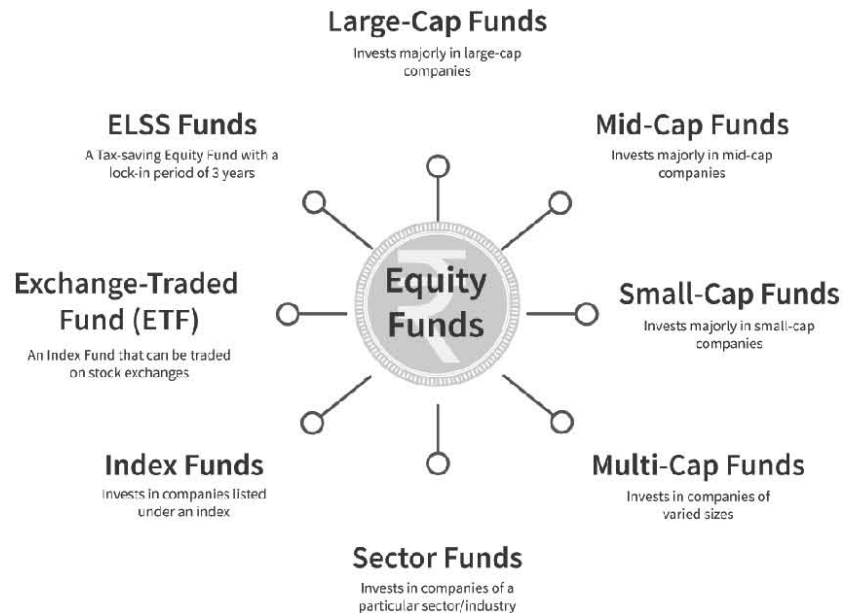 Large-Cap Funds
Invests majorly in large-cap
companies
Mid-Cap Funds
Invests majorly in mid-cap
companies
Small-Cap Funds
Invests majorly in small-cap
companies
Multi-Cap Funds
Invests in companies of
varied sizes
Sector Funds
Invests in companies of a
particular sector/industry
Index Funds
Invests in companies listed
under an index
Exchange-Traded
Fund (ETF)
An Index Fund that can be traded
on stock exchanges
ELSS Funds
A Tax-saving Equity Fund with a
lock-in period of 3 years
₹
Equity
Funds